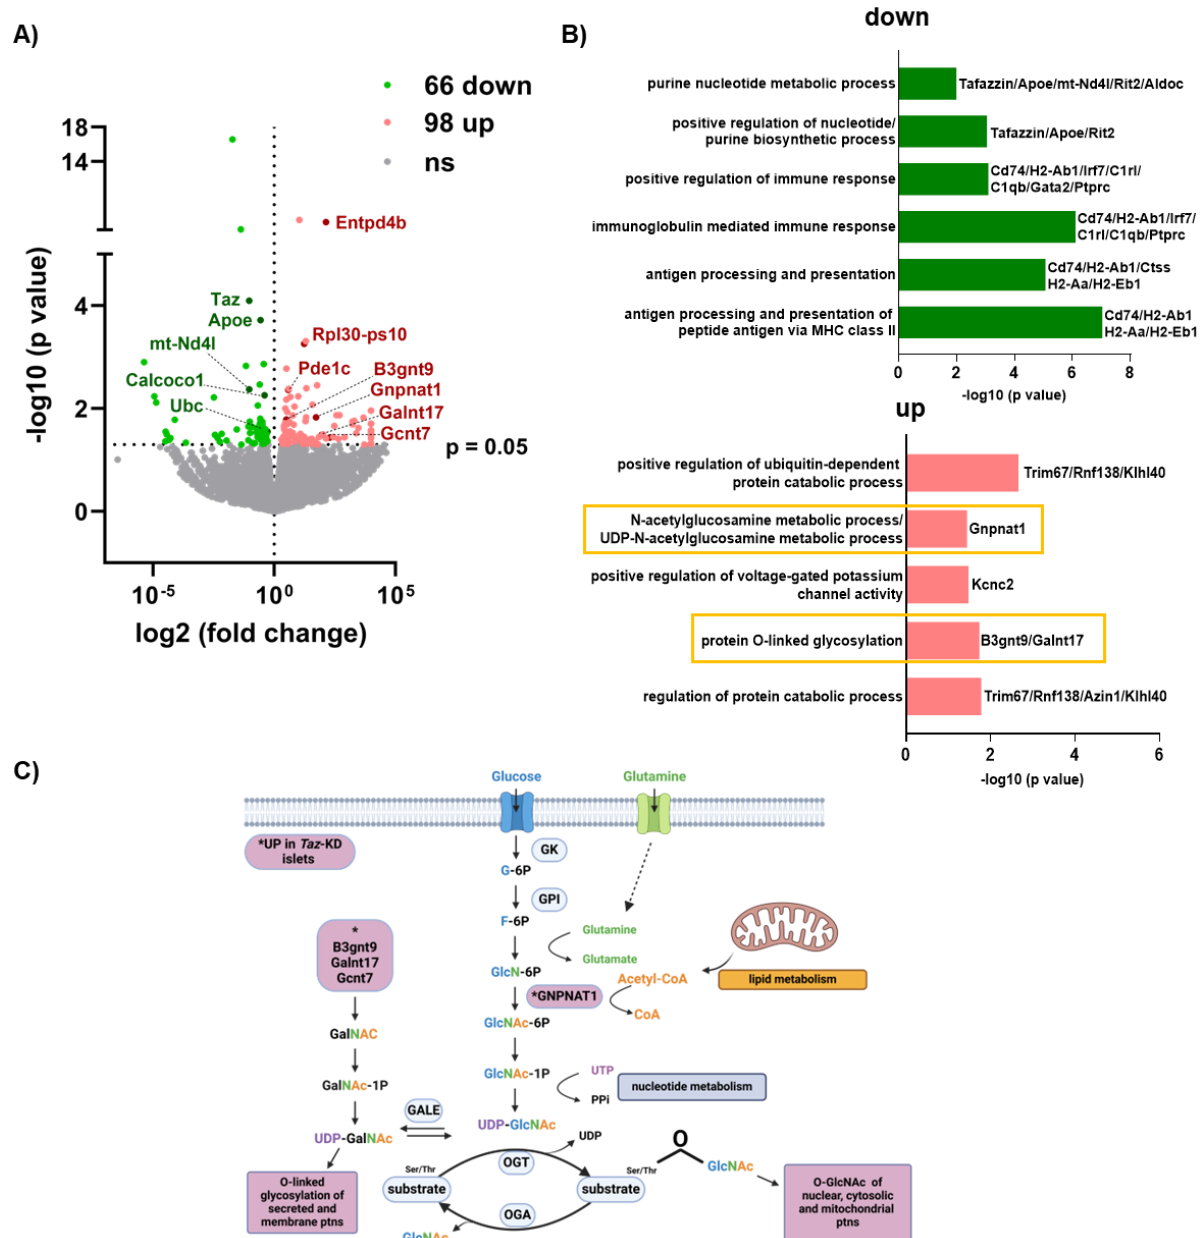 A)
66 down
98 up
ns
18
14
Entpd4b
4
Taz
Apoe
mt-Nd4l
Rpl30-ps10
Calcoco1
Pde1c
B3gnt9
Gnpnat1
2
Ubc
Galnt17
Gcnt7
p = 0.05
0
-log10 (p value)
10-5
100
105
log2 (fold change)
B)
down
purine nucleotide metabolic process
Tafazzin/Apoe/mt-Nd4l/Rit2/Aldoc
positive regulation of nucleotide/
purine biosynthetic process
Tafazzin/Apoe/Rit2
positive regulation of immune response
Cd74/H2-Ab1/Irf7/C1rl/
C1qb/Gata2/Ptprc
immunoglobulin mediated immune response
Cd74/H2-Ab1/Irf7/
C1rl/C1qb/Ptprc
antigen processing and presentation
Cd74/H2-Ab1/Ctss
H2-Aa/H2-Eb1
antigen processing and presentation of
peptide antigen via MHC class II
Cd74/H2-Ab1
H2-Aa/H2-Eb1
0 2 4 6 8
-log10 (p value)
up
positive regulation of ubiquitin-dependent
protein catabolic process
Trim67/Rnf138/Klhl40
N-acetylglucosamine metabolic process/
UDP-N-acetylglucosamine metabolic process
Gnpnat1
positive regulation of voltage-gated potassium
channel activity
Kcnc2
protein O-linked glycosylation
B3gnt9/Galnt17
regulation of protein catabolic process
Trim67/Rnf138/Azin1/Klhl40
0 2 4 6
-log10 (p value)
C)
Glucose
Glutamine
*UP in Taz-KD
islets
GK
G-6P
GPI
F-6P
Glutamine
Glutamate
*
B3gnt9
Galnt17
Gcnt7
GlcN-6P
Acetyl-CoA
lipid metabolism
*GNPNAT1
CoA
GlcNAc-6P
GalNAC
GlcNAc-1P
UTP
nucleotide metabolism
PPi
GalNAc-1P
GALE
UDP-GlcNAc
UDP-GalNAc
UDP
O
Ser/Thr
OGT
Ser/Thr
GlcNAc
substrate
substrate
OGA
GlcNAc
O-linked
glycosylation of
secreted and
membrane ptns
O-GlcNAc of
nuclear, cytosolic
and mitochondrial
ptns